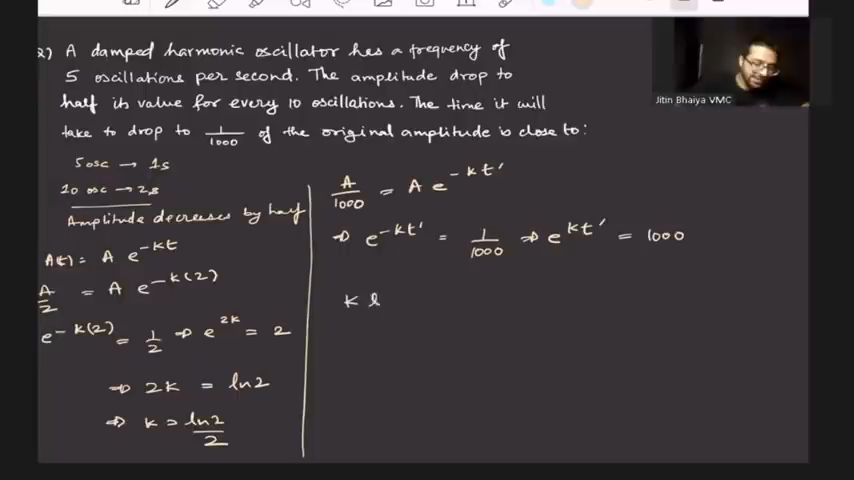 2) A damped harmonic oscillator has a frequency of
5 oscillations per second. The amplitude drop to
half its value for every 10 oscillations. The time it will
take to drop to 1/1000 of the original amplitude is close to:
5 osc → 1s
10 osc → 2s
Amplitude decreases by half
A(t) = A e^-kt
A/2 = A e^-k(2)
e^-k(2) = 1/2 ⇒ e^2k = 2
⇒ 2k = ln2
⇒ k = ln2/2
A/1000 = A e^-kt'
⇒ e^-kt' = 1/1000 ⇒ e^kt' = 1000
K l
Jitin Bhaiya VMC